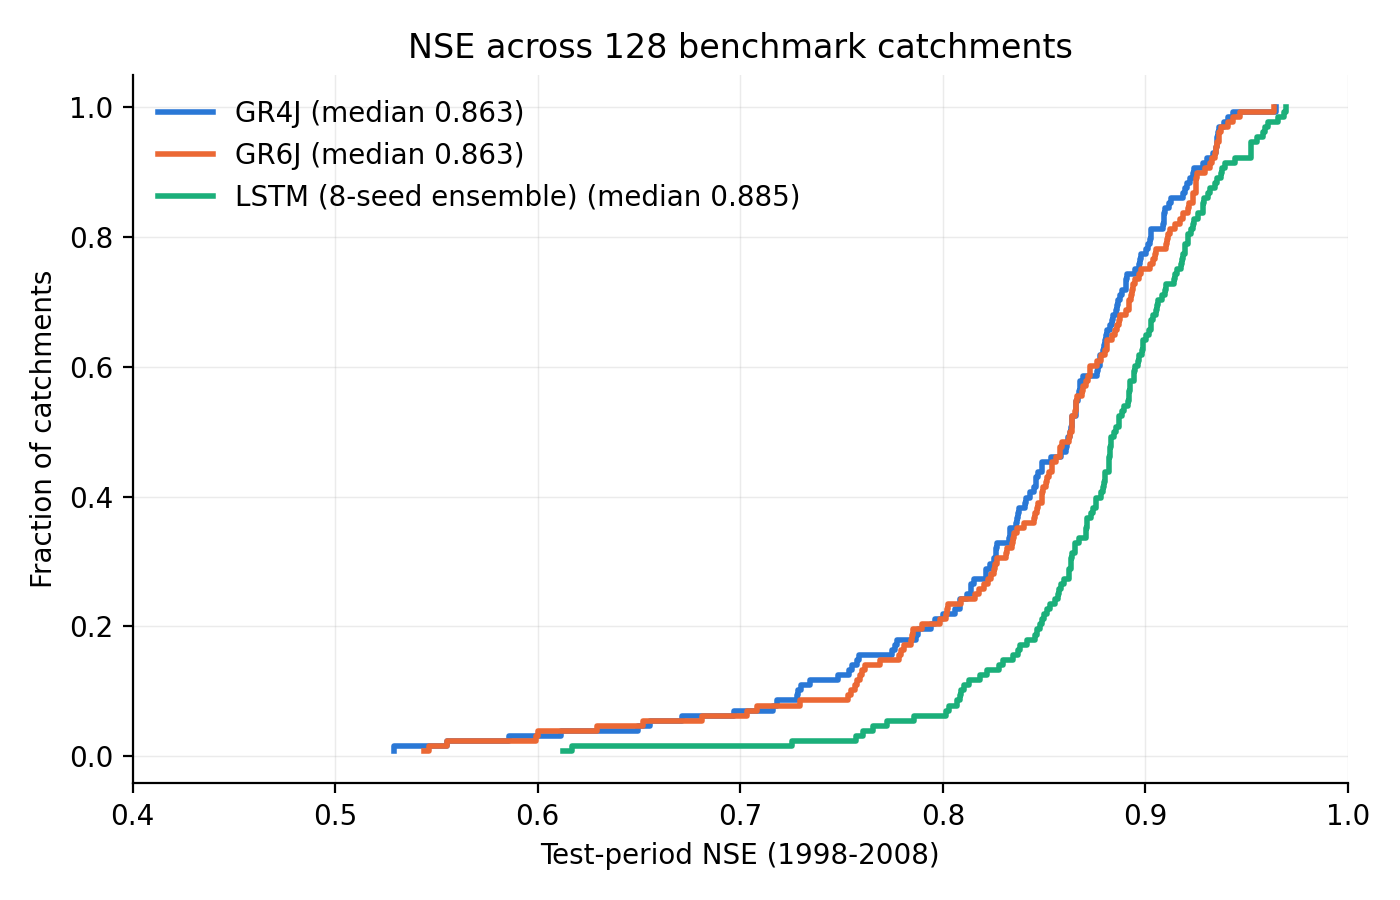 NSE across 128 benchmark catchments
GR4J (median 0.863)
GR6J (median 0.863)
LSTM (8-seed ensemble) (median 0.885)
Fraction of catchments
1.0
0.8
0.6
0.4
0.2
0.0
0.4 0.5 0.6 0.7 0.8 0.9 1.0
Test-period NSE (1998-2008)